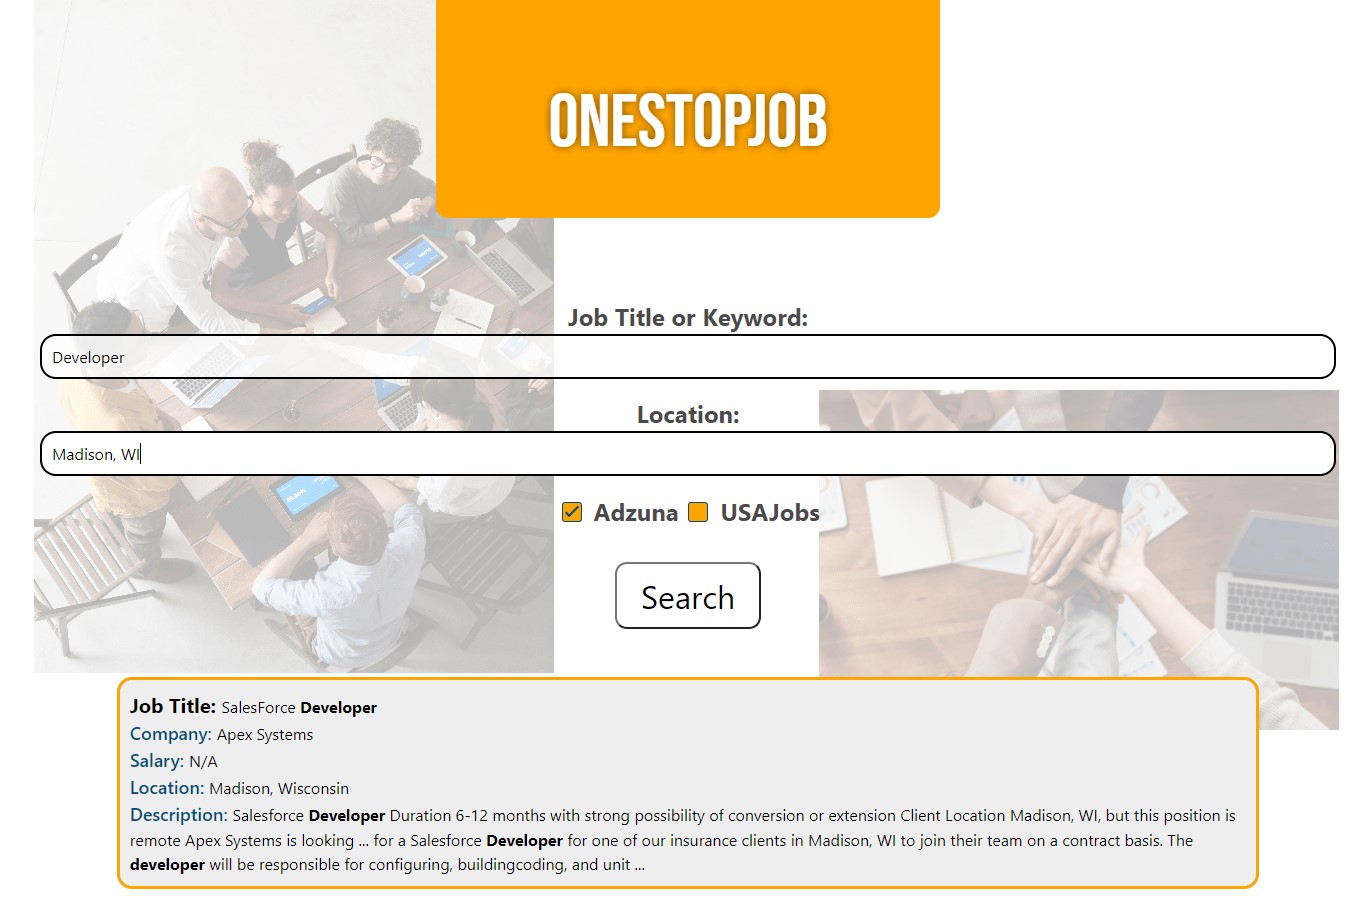 ONESTOPJOB
Job Title or Keyword:
Developer
Location:
Madison, WI
Adzuna USAJobs
Search
Job Title: SalesForce Developer
Company: Apex Systems
Salary: N/A
Location: Madison, Wisconsin
Description: Salesforce Developer Duration 6-12 months with strong possibility of conversion or extension Client Location Madison, WI, but this position is
remote Apex Systems is looking ... for a Salesforce Developer for one of our insurance clients in Madison, WI to join their team on a contract basis. The
developer will be responsible for configuring, buildingcoding, and unit ...